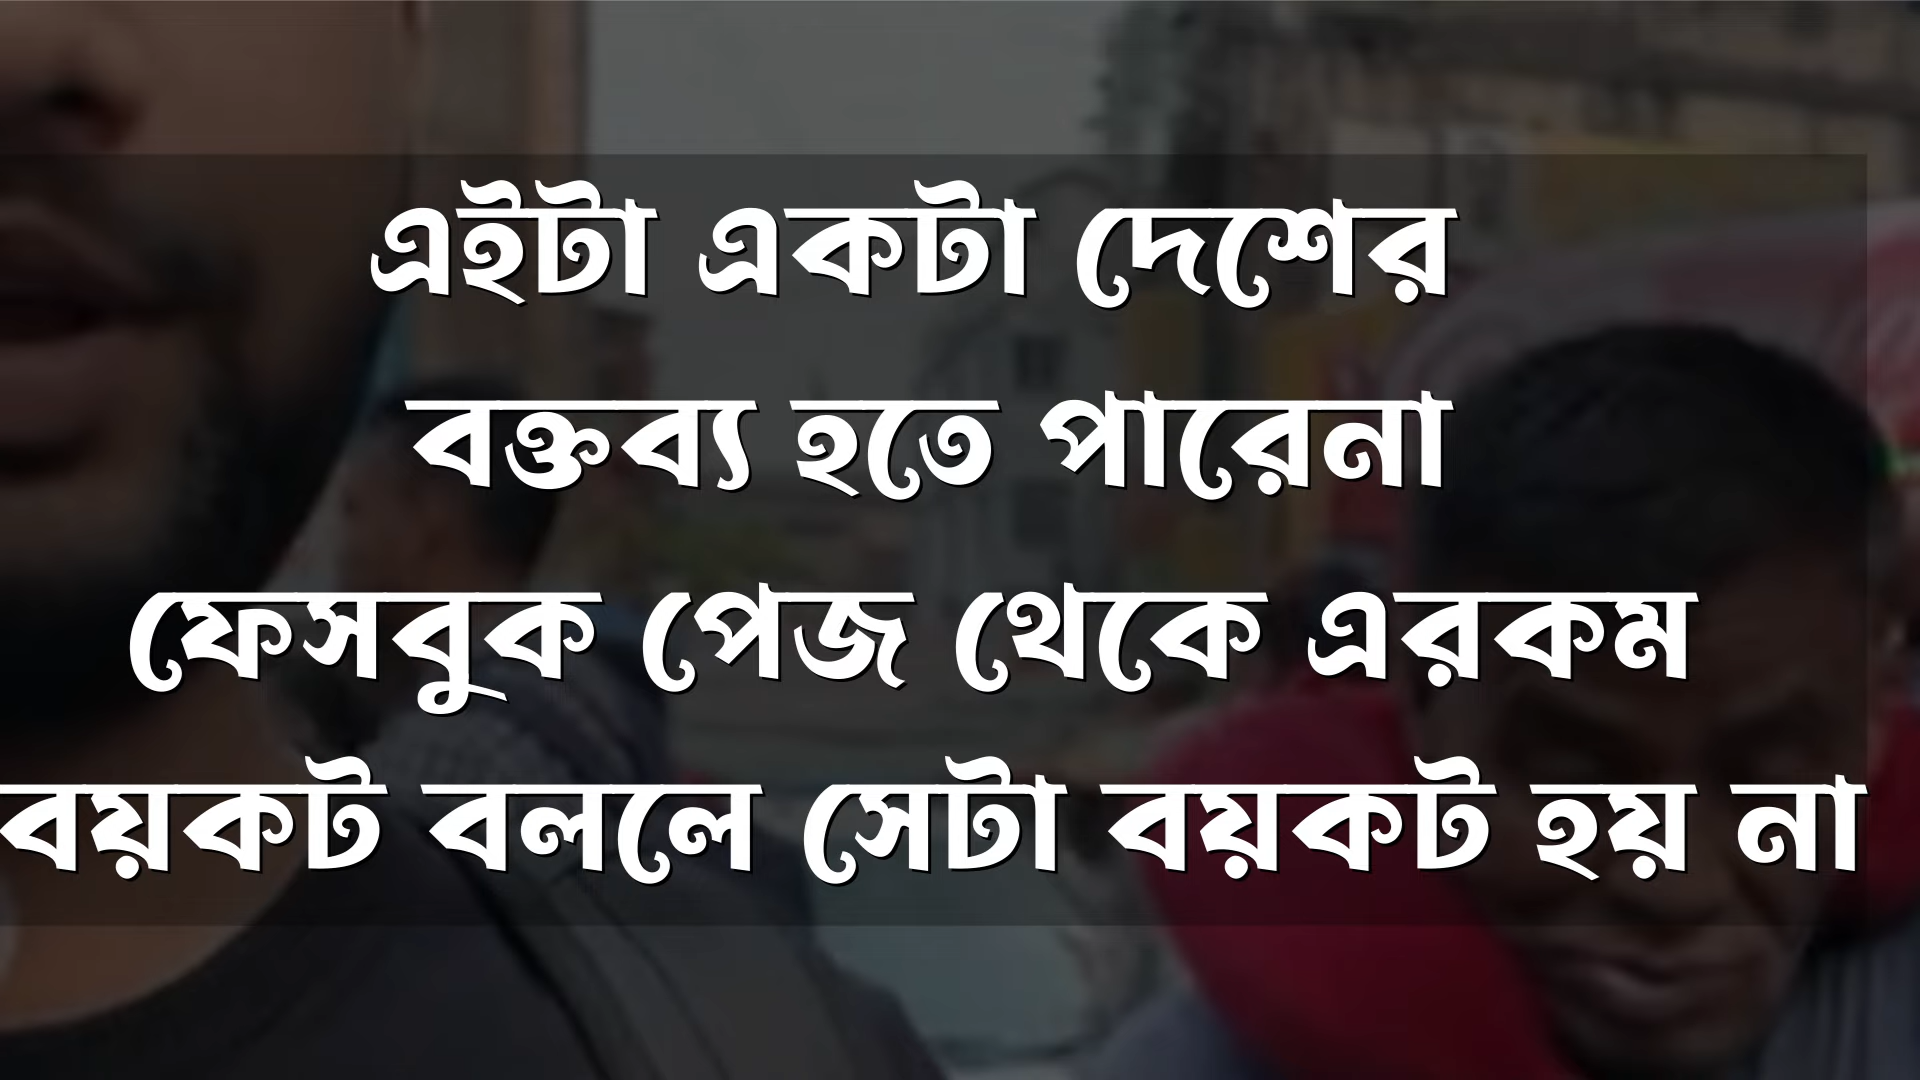 এইটা একটা দেশের
বক্তব্য হতে পারেনা
ফেসবুক পেজ থেকে এরকম
বয়কট বললে সেটা বয়কট হয় না